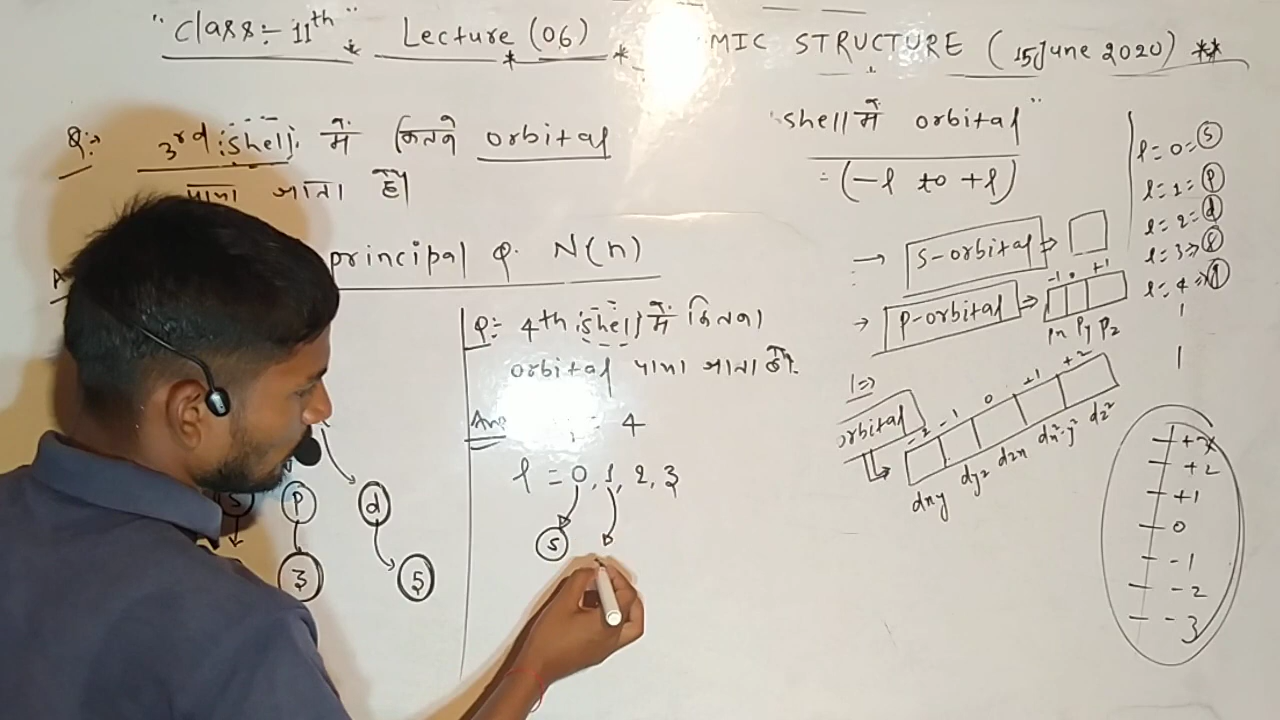 "Class:- 11th" Lecture (06) MIC STRUCTURE (15 June 2020) **
Q:- 3rd shell में कितने orbital
पाया जाता है।
principal Q. N(n)
s p d
3 5
Q:- 4th shell में कितना
orbital पाया जाता है।
Ans = 4
l = 0, 1, 2, 3
s
"shell में orbital"
= (-l to +l)
→ s-orbital ⇒
→ p-orbital → -1 0 +1
px py pz
orbital -2 -1 0 +1 +2
dxy dyz dzx dx²-y² dz²
l = 0 = s
l = 1 = p
l = 2 = d
l = 3 ⇒ f
l = 4 ⇒ g
+3
+2
+1
0
-1
-2
-3